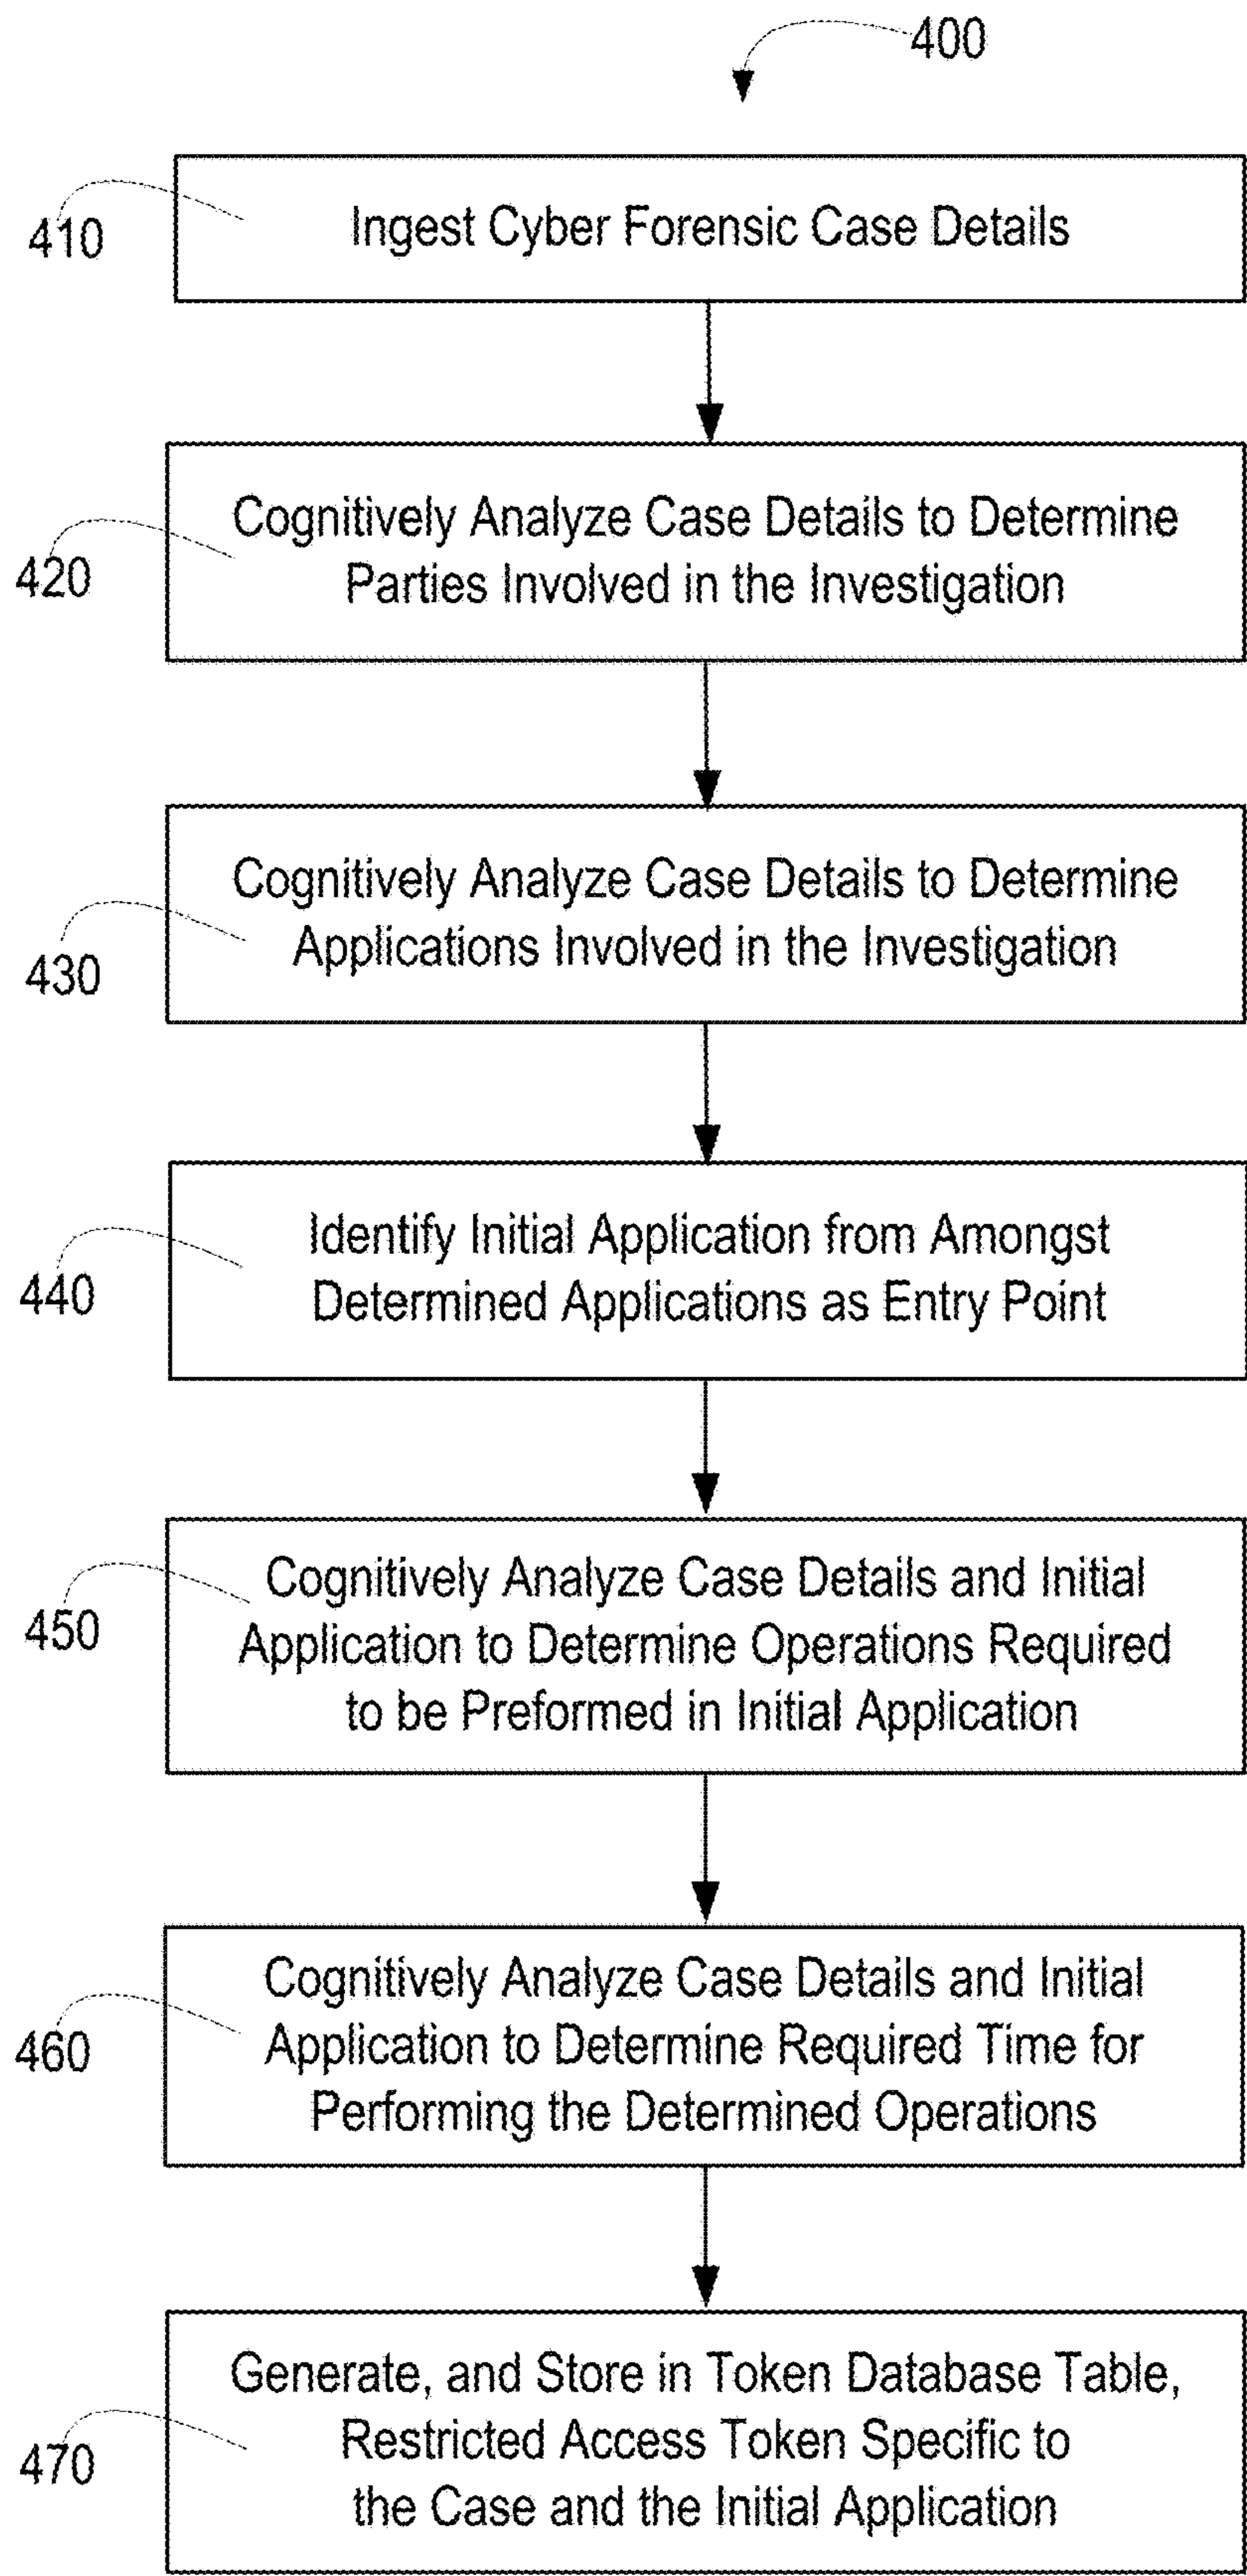 400
410
Ingest Cyber Forensic Case Details
420
Cognitively Analyze Case Details to Determine
Parties Involved in the Investigation
430
Cognitively Analyze Case Details to Determine
Applications Involved in the Investigation
440
Identify Initial Application from Amongst
Determined Applications as Entry Point
450
Cognitively Analyze Case Details and Initial
Application to Determine Operations Required
to be Preformed in Initial Application
460
Cognitively Analyze Case Details and Initial
Application to Determine Required Time for
Performing the Determined Operations
470
Generate, and Store in Token Database Table,
Restricted Access Token Specific to
the Case and the Initial Application